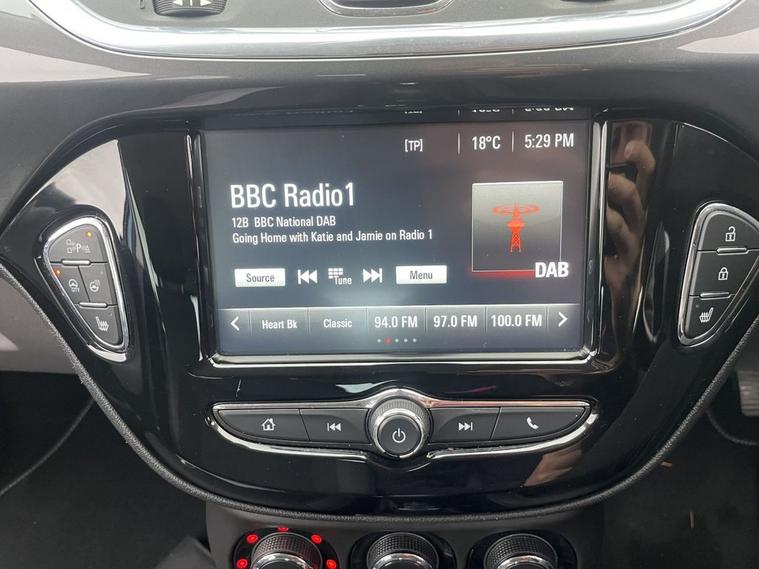 [TP] 18°C 5:29 PM
BBC Radio1
12B BBC National DAB
Going Home with Katie and Jamie on Radio 1
DAB
Source Tune Menu
Heart Bk Classic 94.0 FM 97.0 FM 100.0 FM